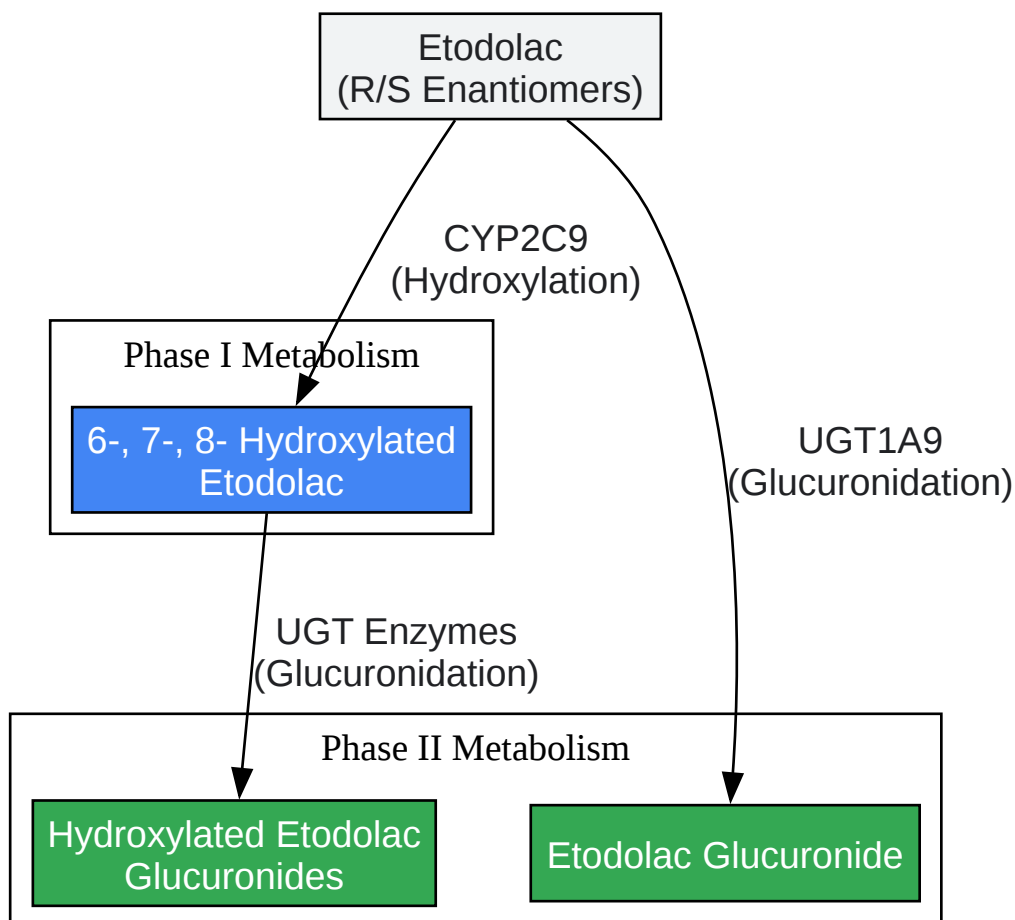 Etodolac
(R/S Enantiomers)
CYP2C9
(Hydroxylation)
Phase I Metabolism
6-, 7-, 8- Hydroxylated
Etodolac
UGT1A9
(Glucuronidation)
UGT Enzymes
(Glucuronidation)
Phase II Metabolism
Hydroxylated Etodolac
Glucuronides
Etodolac Glucuronide